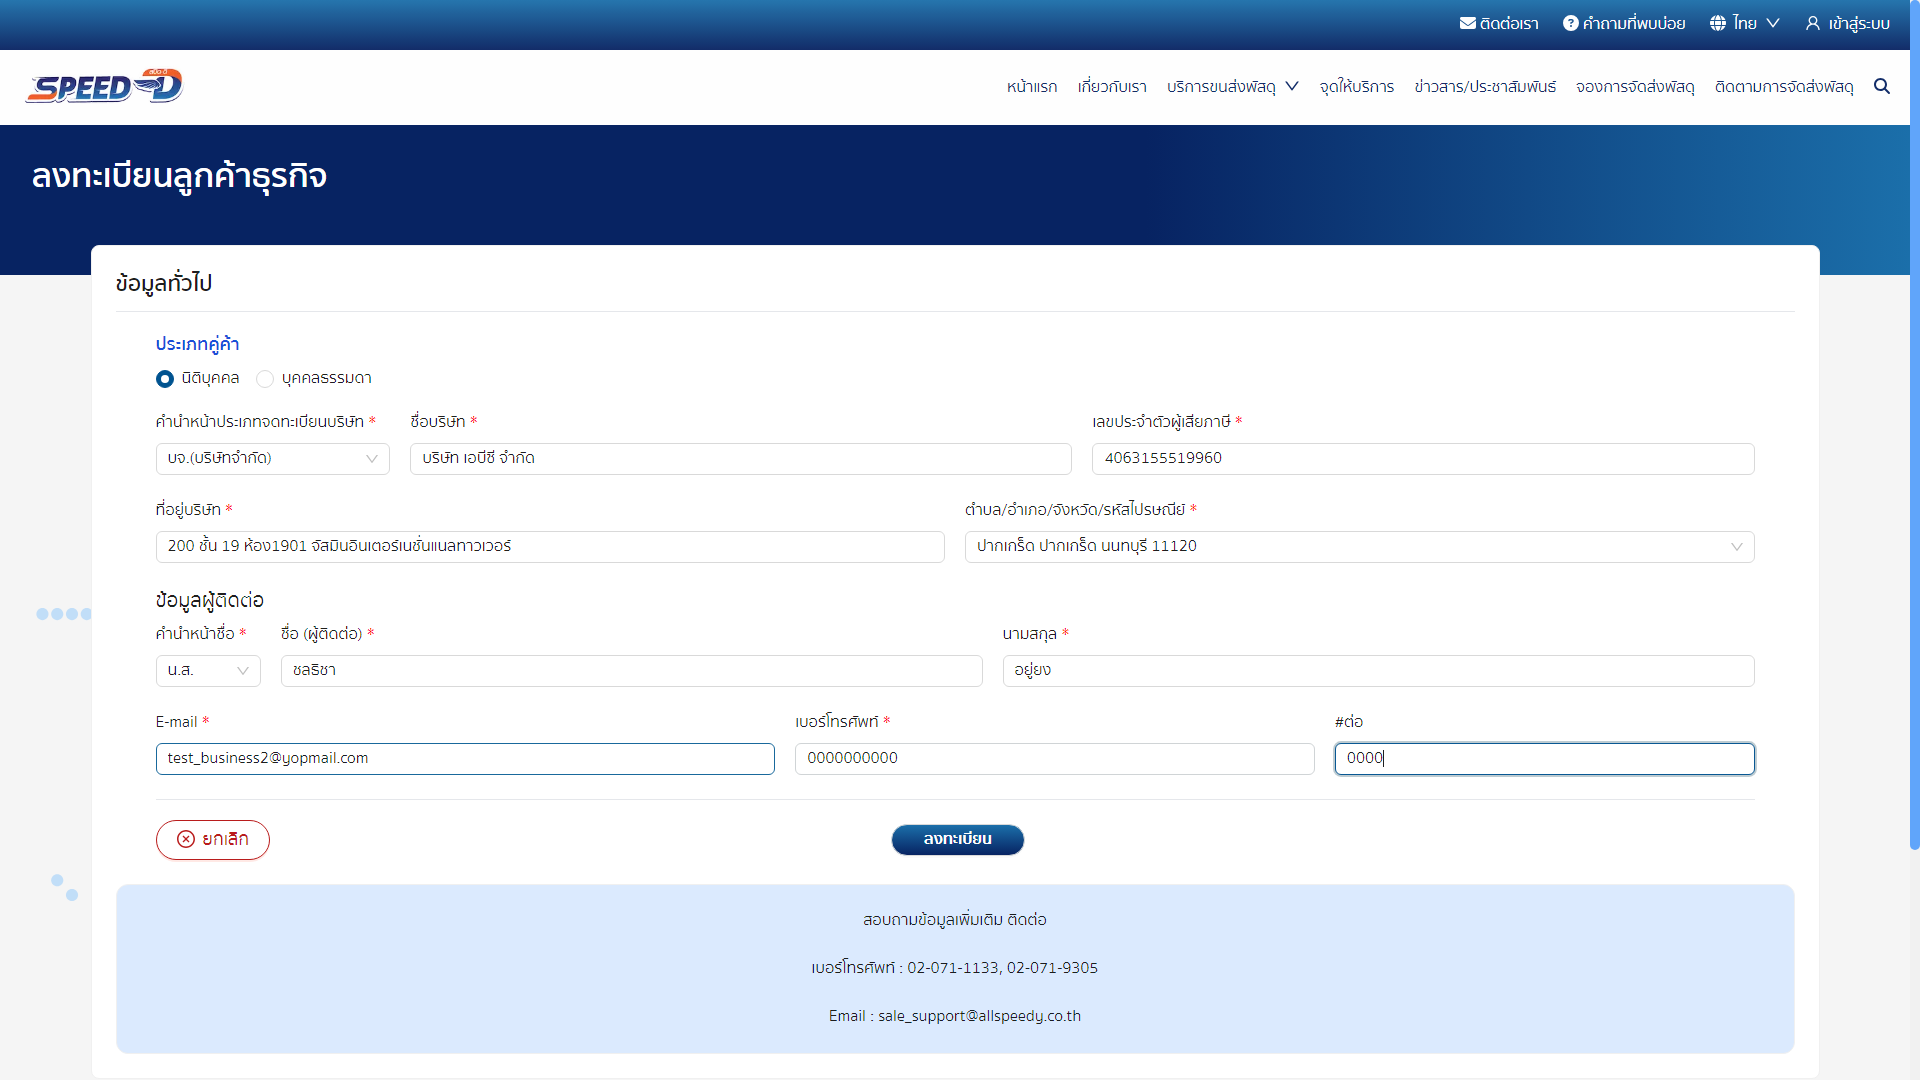 ติดต่อเรา คำถามที่พบบ่อย ไทย เข้าสู่ระบบ
SPEED-D สปีด-ดี หน้าแรก เกี่ยวกับเรา บริการขนส่งพัสดุ จุดให้บริการ ข่าวสาร/ประชาสัมพันธ์ จองการจัดส่งพัสดุ ติดตามการจัดส่งพัสดุ
ลงทะเบียนลูกค้าธุรกิจ
ข้อมูลทั่วไป
ประเภทคู่ค้า
นิติบุคคล บุคคลธรรมดา
คำนำหน้าประเภทจดทะเบียนบริษัท * ชื่อบริษัท * เลขประจำตัวผู้เสียภาษี *
บจ.(บริษัทจำกัด) บริษัท เอบีซี จำกัด 4063155519960
ที่อยู่บริษัท * ตำบล/อำเภอ/จังหวัด/รหัสไปรษณีย์ *
200 ชั้น 19 ห้อง1901 จัสมินอินเตอร์เนชั่นแนลทาวเวอร์ ปากเกร็ด ปากเกร็ด นนทบุรี 11120
ข้อมูลผู้ติดต่อ
คำนำหน้าชื่อ * ชื่อ (ผู้ติดต่อ) * นามสกุล *
น.ส. ชลธิชา อยู่ยง
E-mail * เบอร์โทรศัพท์ * #ต่อ
test_business2@yopmail.com 0000000000 0000
ยกเลิก ลงทะเบียน
สอบถามข้อมูลเพิ่มเติม ติดต่อ
เบอร์โทรศัพท์ : 02-071-1133, 02-071-9305
Email : sale_support@allspeedy.co.th